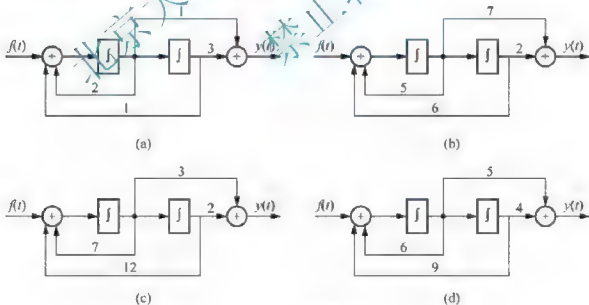 1 7
f(t) + ∫ ∫ 3 + y(t) f(t) + ∫ ∫ 2 + y(t)
2 5
1 6
(a) (b)
3 5
f(t) + ∫ ∫ 2 + y(t) f(t) + ∫ ∫ 4 + y(t)
7 6
12 9
(c) (d)